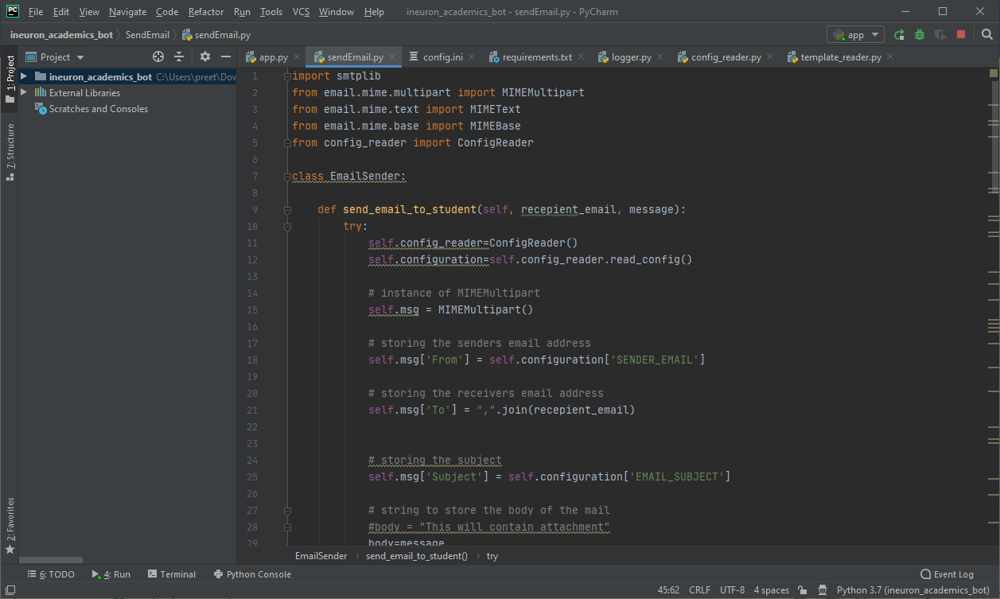 PC File Edit View Navigate Code Refactor Run Tools VCS Window Help ineuron_academics_bot - sendEmail.py - PyCharm
ineuron_academics_bot SendEmail sendEmail.py app
Project app.py sendEmail.py config.ini requirements.txt logger.py config_reader.py template_reader.py
1: Project
7: Structure
2: Favorites
ineuron_academics_bot C:\Users\preet\Dov
External Libraries
Scratches and Consoles
1 import smtplib
2 from email.mime.multipart import MIMEMultipart
3 from email.mime.text import MIMEText
4 from email.mime.base import MIMEBase
5 from config_reader import ConfigReader
6
7 class EmailSender:
8
9 def send_email_to_student(self, recepient_email, message):
10 try:
11 self.config_reader=ConfigReader()
12 self.configuration=self.config_reader.read_config()
13
14 # instance of MIMEMultipart
15 self.msg = MIMEMultipart()
16
17 # storing the senders email address
18 self.msg['From'] = self.configuration['SENDER_EMAIL']
19
20 # storing the receivers email address
21 self.msg['To'] = ",".join(recepient_email)
22
23
24 # storing the subject
25 self.msg['Subject'] = self.configuration['EMAIL_SUBJECT']
26
27 # string to store the body of the mail
28 #body = "This will contain attachment"
29 body=message
EmailSender send_email_to_student() try
6: TODO 4: Run Terminal Python Console Event Log
45:62 CRLF UTF-8 4 spaces Python 3.7 (ineuron_academics_bot)